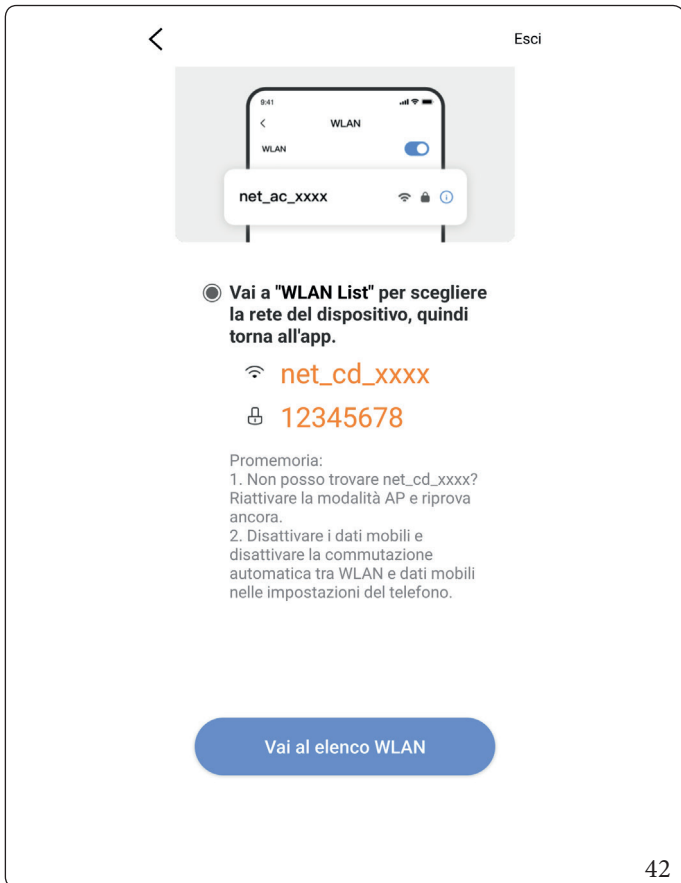 Esci
9:41
WLAN
WLAN
net_ac_xxxx
Vai a "WLAN List" per scegliere
la rete del dispositivo, quindi
torna all'app.
net_cd_xxxx
12345678
Promemoria:
1. Non posso trovare net_cd_xxxx?
Riattivare la modalità AP e riprova
ancora.
2. Disattivare i dati mobili e
disattivare la commutazione
automatica tra WLAN e dati mobili
nelle impostazioni del telefono.
Vai al elenco WLAN
42